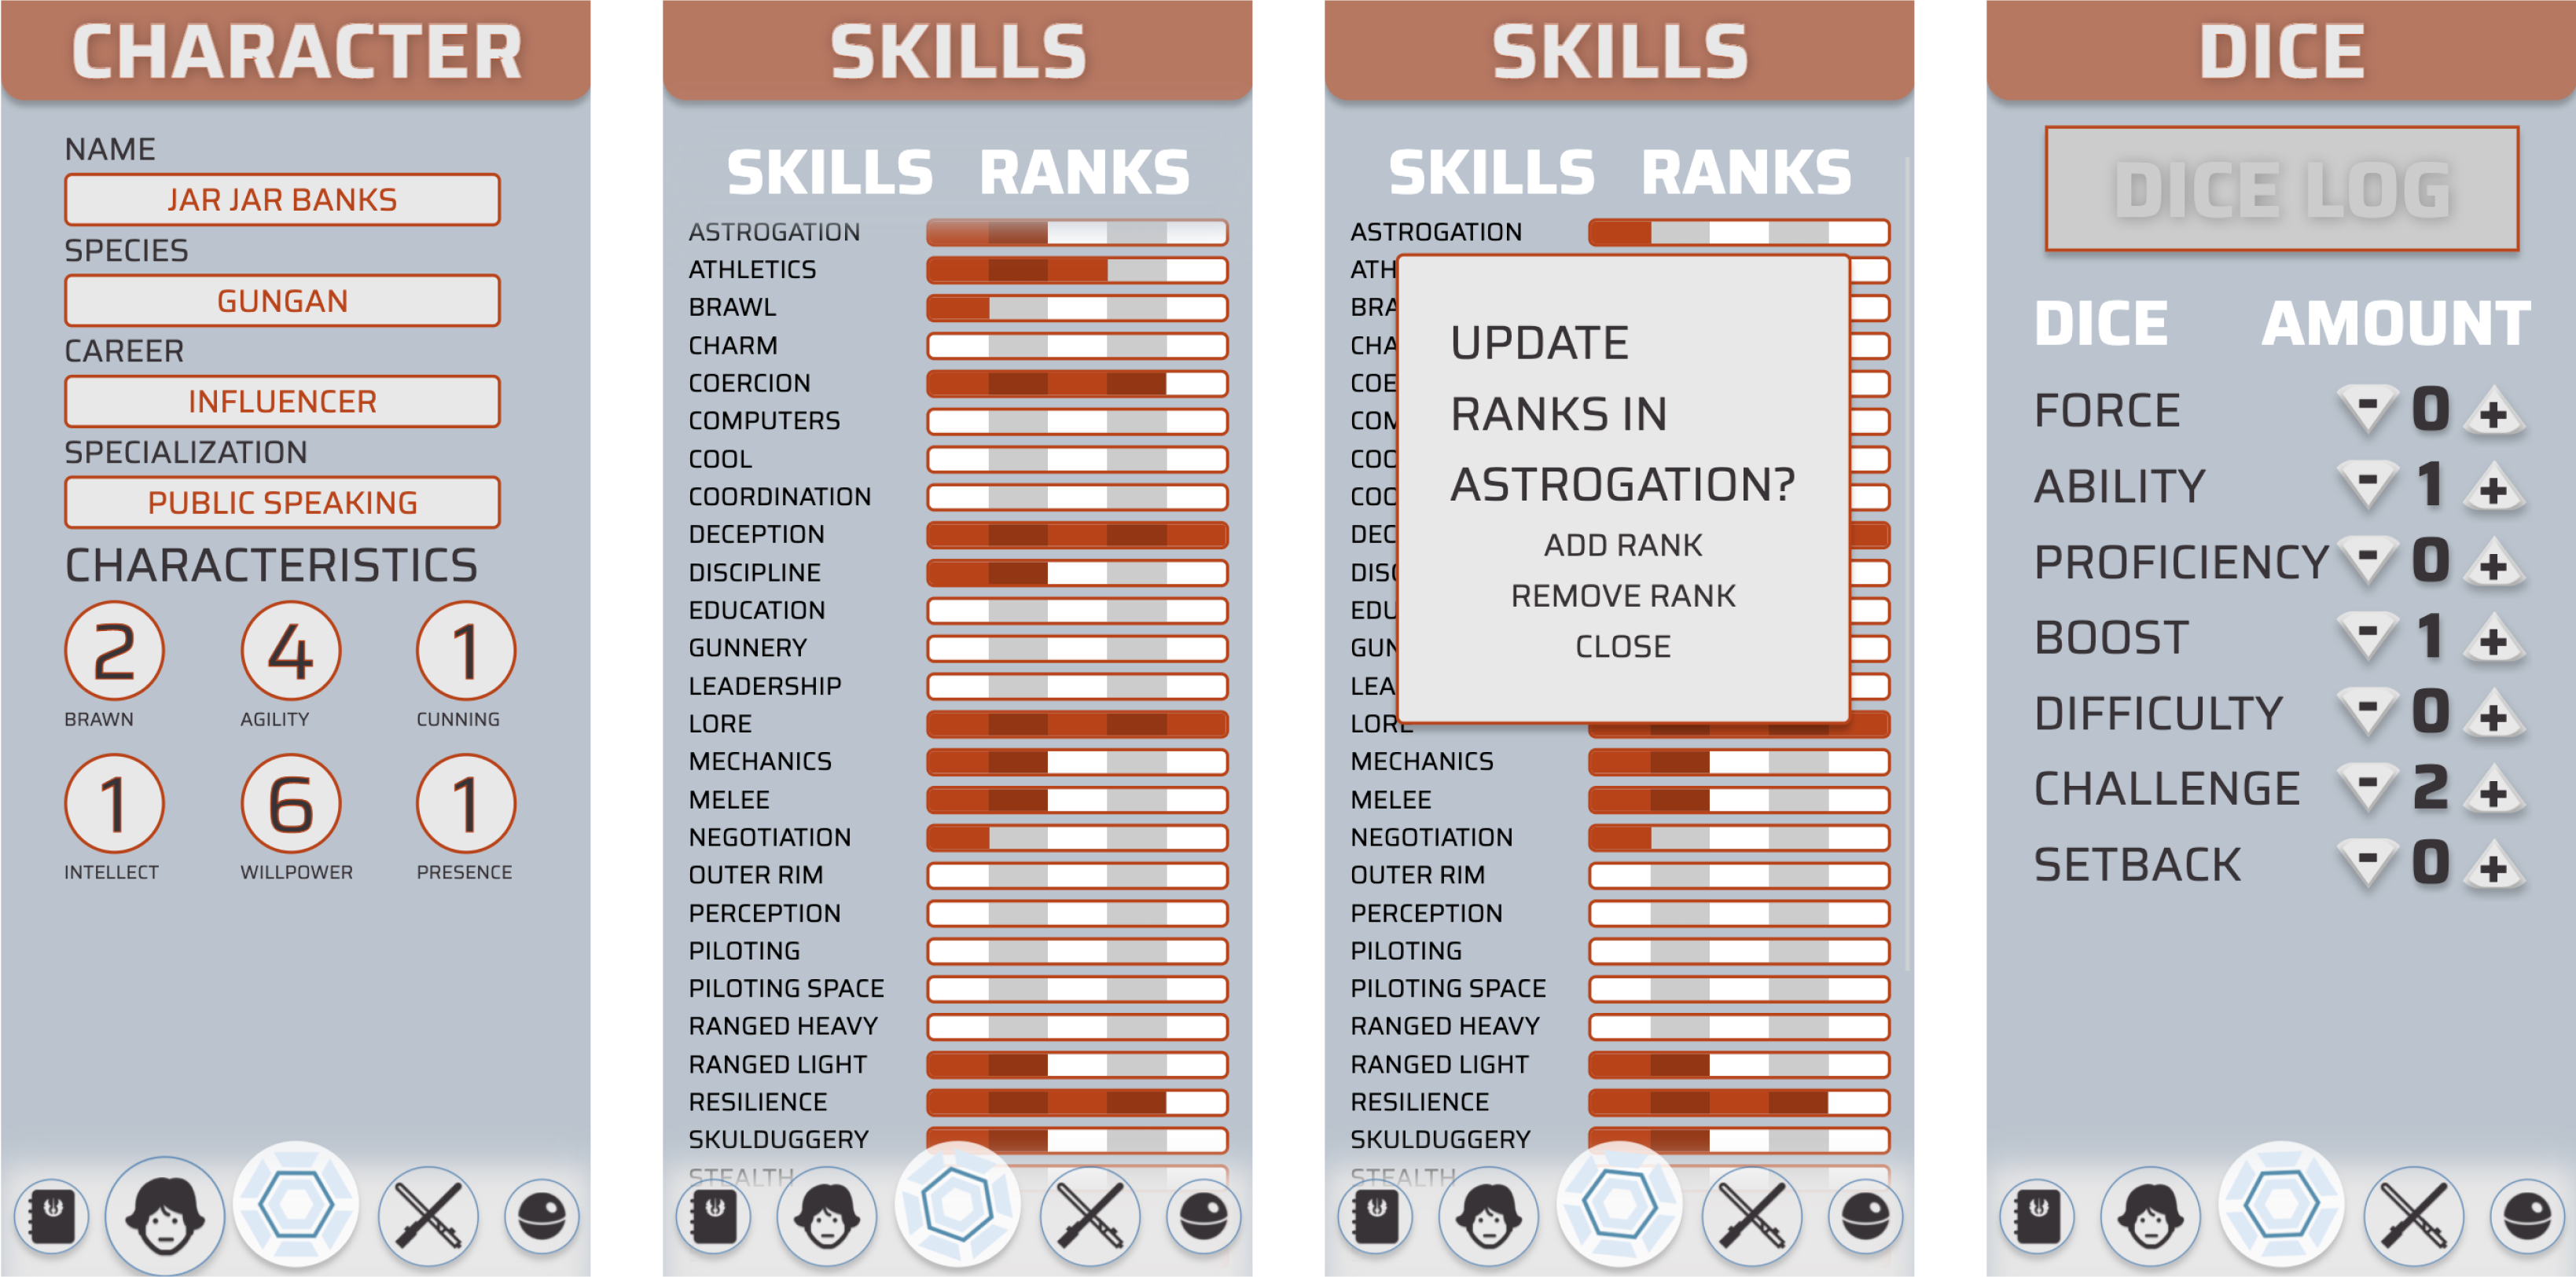 CHARACTER
NAME
JAR JAR BANKS
SPECIES
GUNGAN
CAREER
INFLUENCER
SPECIALIZATION
PUBLIC SPEAKING
CHARACTERISTICS
2 4 1
BRAWN AGILITY CUNNING
1 6 1
INTELLECT WILLPOWER PRESENCE
SKILLS
SKILLS RANKS
ASTROGATION
ATHLETICS
BRAWL
CHARM
COERCION
COMPUTERS
COOL
COORDINATION
DECEPTION
DISCIPLINE
EDUCATION
GUNNERY
LEADERSHIP
LORE
MECHANICS
MELEE
NEGOTIATION
OUTER RIM
PERCEPTION
PILOTING
PILOTING SPACE
RANGED HEAVY
RANGED LIGHT
RESILIENCE
SKULDUGGERY
STEALTH
SKILLS
SKILLS RANKS
ASTROGATION
ATH
BRA
CHA
COE
COM
COO
COO
DEC
DISC
EDU
GUN
LEA
LORE
UPDATE
RANKS IN
ASTROGATION?
ADD RANK
REMOVE RANK
CLOSE
MECHANICS
MELEE
NEGOTIATION
OUTER RIM
PERCEPTION
PILOTING
PILOTING SPACE
RANGED HEAVY
RANGED LIGHT
RESILIENCE
SKULDUGGERY
STEALTH
DICE
DICE LOG
DICE AMOUNT
FORCE - 0 +
ABILITY - 1 +
PROFICIENCY - 0 +
BOOST - 1 +
DIFFICULTY - 0 +
CHALLENGE - 2 +
SETBACK - 0 +